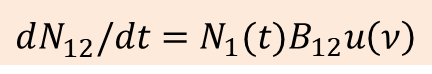 dN₁₂/dt = N₁(t)B₁₂u(ν)